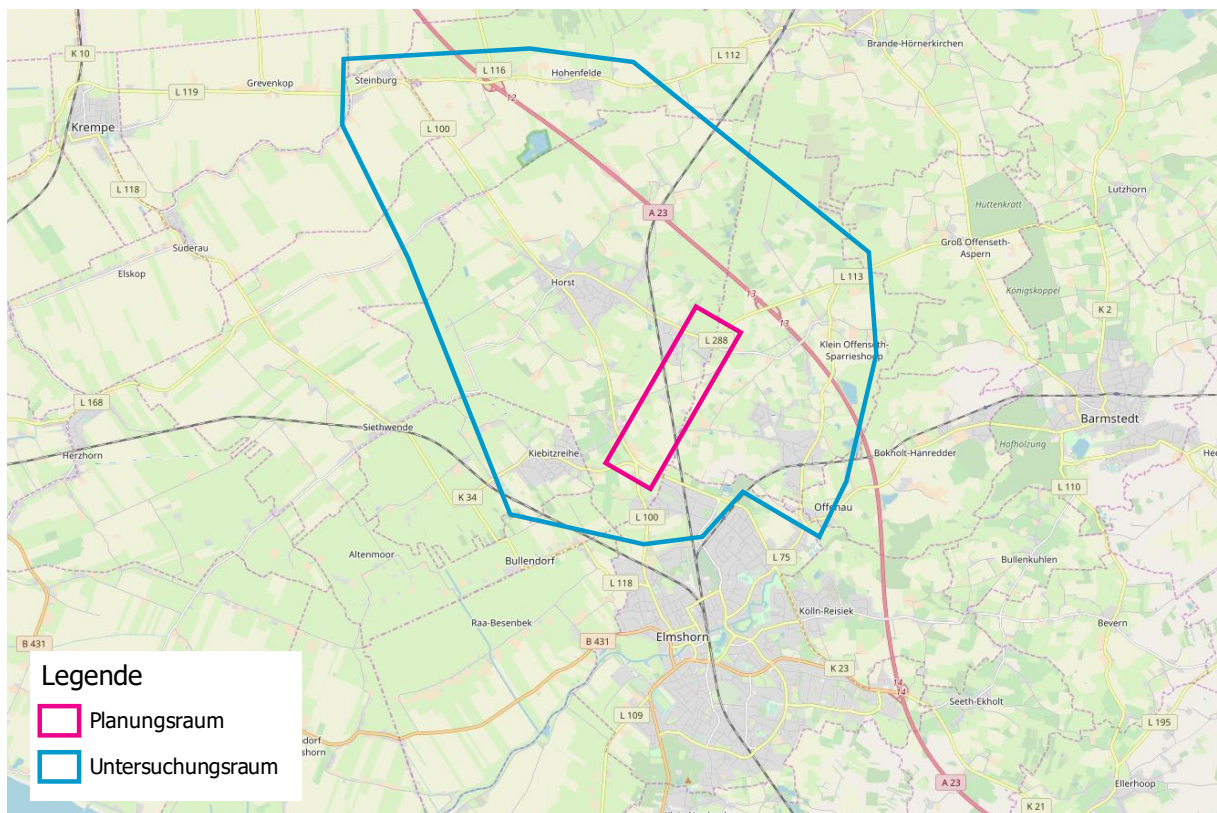 K 10
Brande-Hörnerkirchen
L 112
L 116
Hohenfelde
Steinburg
Grevenkop
L 119
12
Krempe
L 100
L 118
Lutzhorn
Huttenkratt
A 23
Süderau
Groß Offenseth-
Aspern
Elskop
L 113
Horst
Königskoppel
13
K 2
13
L 288
Klein Offenseth-
Sparrieshoop
L 168
Barmstedt
Siethwende
Hofholzung
Herzhorn
Kiebitzreihe
Bokholt-Hanredder
L 110
K 34
Offenau
L 100
Altenmoor
Bullendorf
L 75
Bullenkuhlen
L 118
Kölln-Reisiek
Raa-Besenbek
Bevern
B 431
B 431
Elmshorn
K 23
14
14
Seeth-Ekholt
L 109
L 195
A 23
Ellerhoop
K 21
Legende
Planungsraum
Untersuchungsraum